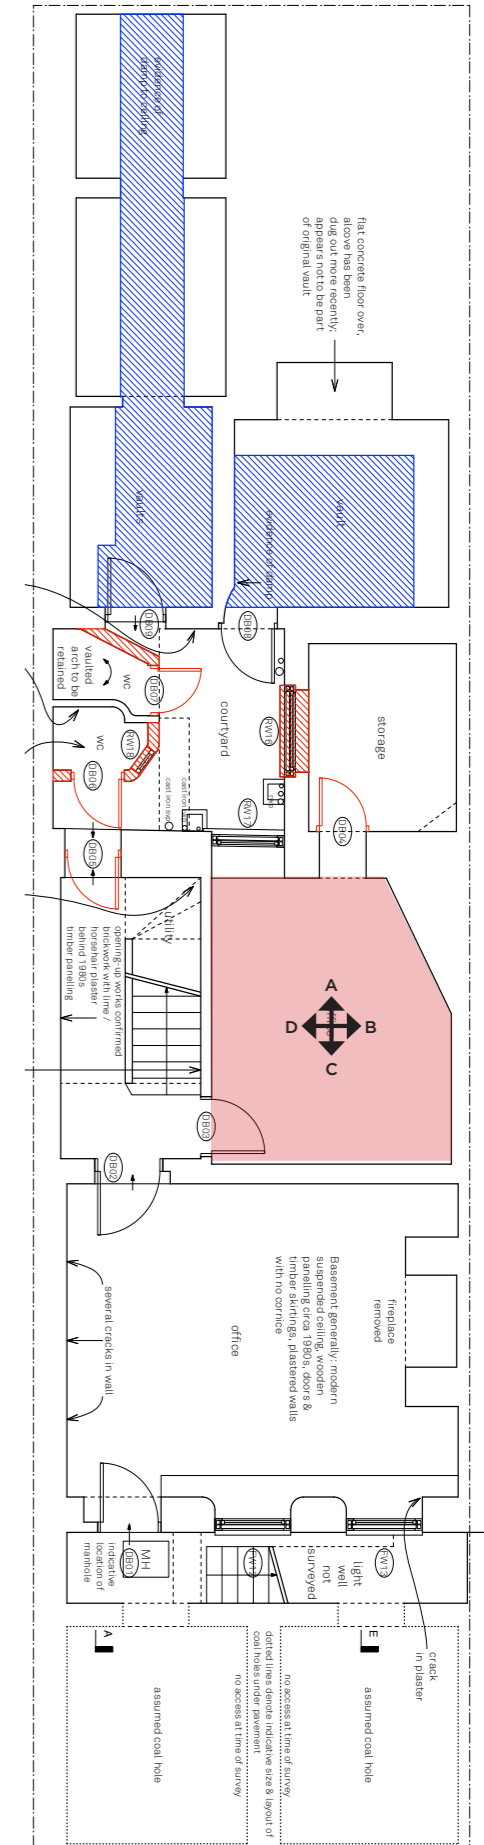 evidence of
damp to ceiling
flat concrete floor over,
alcove has been
dug out more recently;
appears not to be part
of original vault
vaults
vault
evidence of damp
DB09
DB08
vaulted
arch to be
retained
WC
DB07
courtyard
RW16
storage
WC
RW18
DB06
cast iron svp
cast iron svp
RW17
DB05
DB04
utility
opening-up works confirmed
brickwork with lime /
horsehair plaster
behind 1980s
timber panelling
A
D
B
C
DB03
DB02
several cracks in wall
office
Basement generally: modern
suspended ceiling, wooden
panelling circa 1980s, doors &
timber skirtings, plastered walls
with no cornice
fireplace
removed
indicative
location of
manhole
DB01
MH
FW12
light
well
not
surveyed
FW13
crack
in plaster
A
E
assumed coal hole
no access at time of survey
dotted lines denote indicative size & layout of
coal holes under pavement
no access at time of survey
assumed coal hole